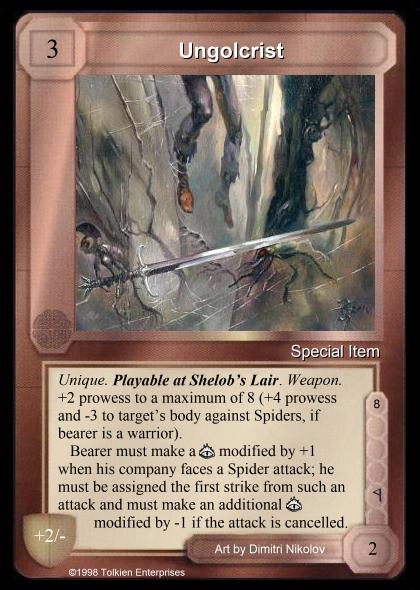 3
Ungolcrist
Special Item
Unique. Playable at Shelob's Lair. Weapon.
+2 prowess to a maximum of 8 (+4 prowess
and -3 to target's body against Spiders, if
bearer is a warrior).
Bearer must make a modified by +1
when his company faces a Spider attack; he
must be assigned the first strike from such an
attack and must make an additional
modified by -1 if the attack is cancelled.
8
+2/-
Art by Dimitri Nikolov
2
©1998 Tolkien Enterprises